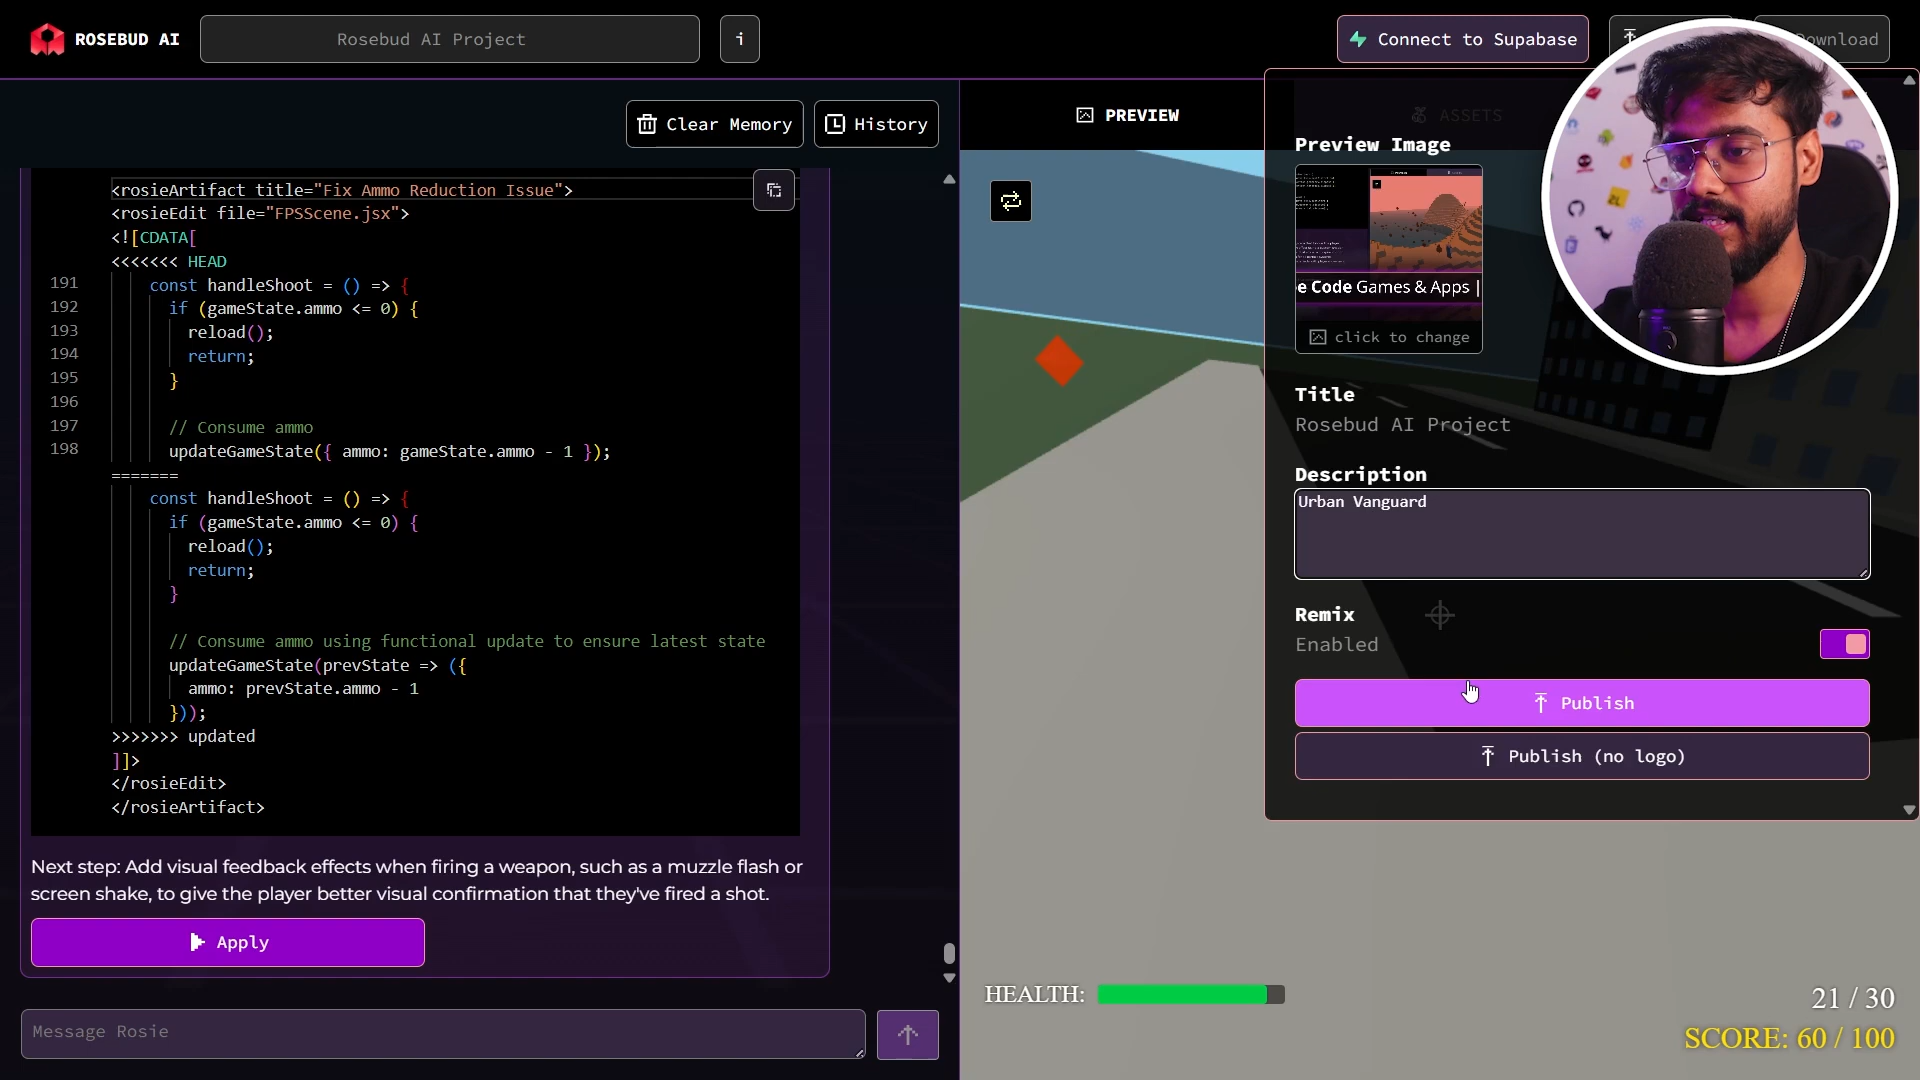 ROSEBUD AI
Rosebud AI Project
i
Connect to Supabase
Download
Clear Memory
History
PREVIEW
ASSETS
<rosieArtifact title="Fix Ammo Reduction Issue">
<rosieEdit file="FPSScene.jsx">
<![CDATA[
<<<<<<< HEAD
191 const handleShoot = () => {
192 if (gameState.ammo <= 0) {
193 reload();
194 return;
195 }
196
197 // Consume ammo
198 updateGameState({ ammo: gameState.ammo - 1 });
=======
const handleShoot = () => {
if (gameState.ammo <= 0) {
reload();
return;
}
// Consume ammo using functional update to ensure latest state
updateGameState(prevState => ({
ammo: prevState.ammo - 1
}));
>>>>>>> updated
]]>
</rosieEdit>
</rosieArtifact>
Next step: Add visual feedback effects when firing a weapon, such as a muzzle flash or
screen shake, to give the player better visual confirmation that they've fired a shot.
Apply
Message Rosie
Preview Image
e Code Games & Apps |
click to change
Title
Rosebud AI Project
Description
Urban Vanguard
Remix
Enabled
Publish
Publish (no logo)
HEALTH:
21 / 30
SCORE: 60 / 100